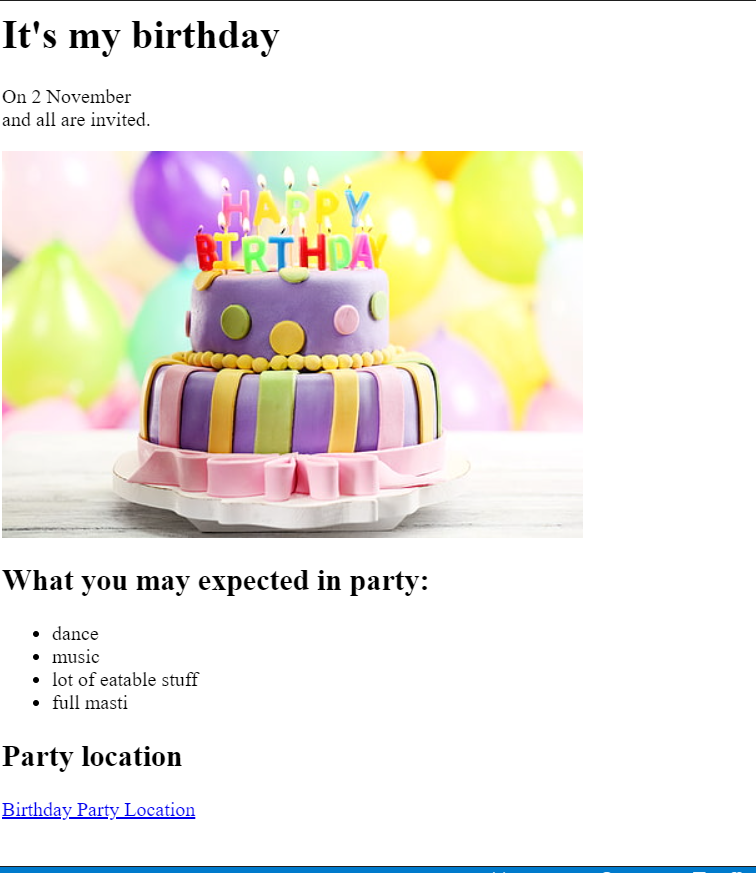 It's my birthday
On 2 November
and all are invited.
HAPPY
BIRTHDAY
What you may expected in party:
dance
music
lot of eatable stuff
full masti
Party location
Birthday Party Location